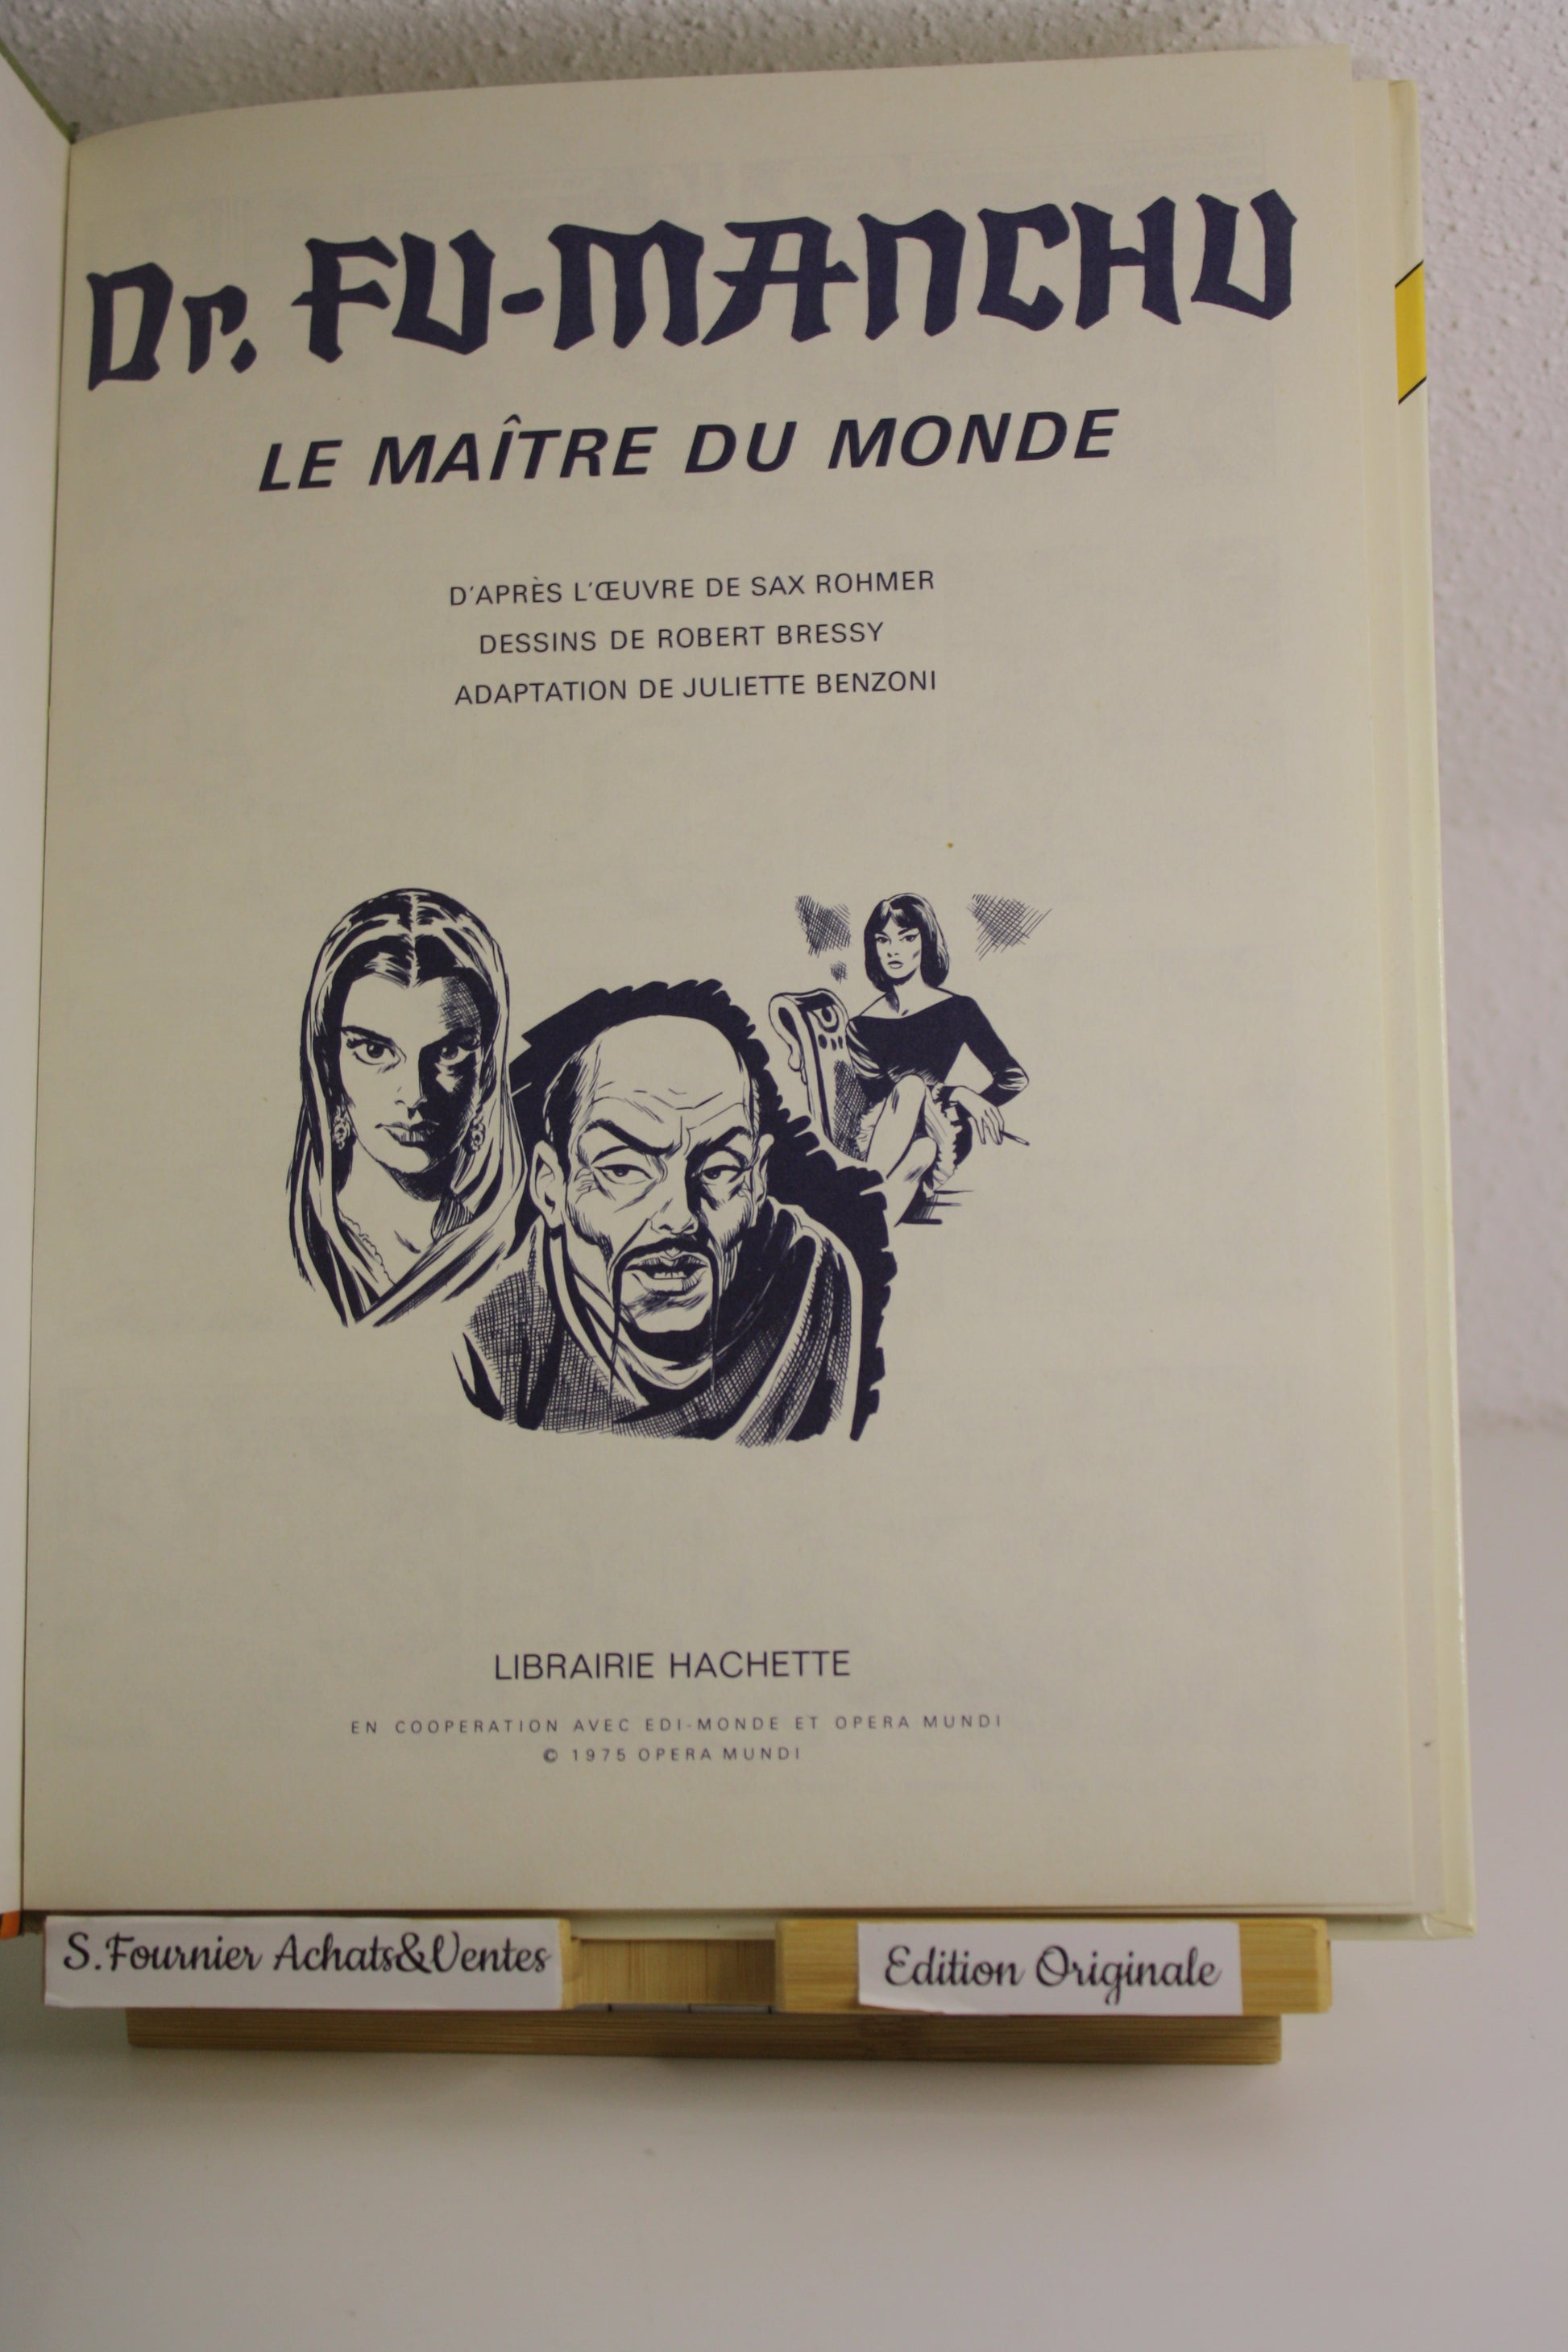 Dr. FU-MANCHU
LE MAÎTRE DU MONDE
D'APRÈS L'ŒUVRE DE SAX ROHMER
DESSINS DE ROBERT BRESSY
ADAPTATION DE JULIETTE BENZONI
LIBRAIRIE HACHETTE
EN COOPERATION AVEC EDI-MONDE ET OPERA MUNDI
© 1975 OPERA MUNDI
S.Fournier Achats&Ventes
Edition Originale